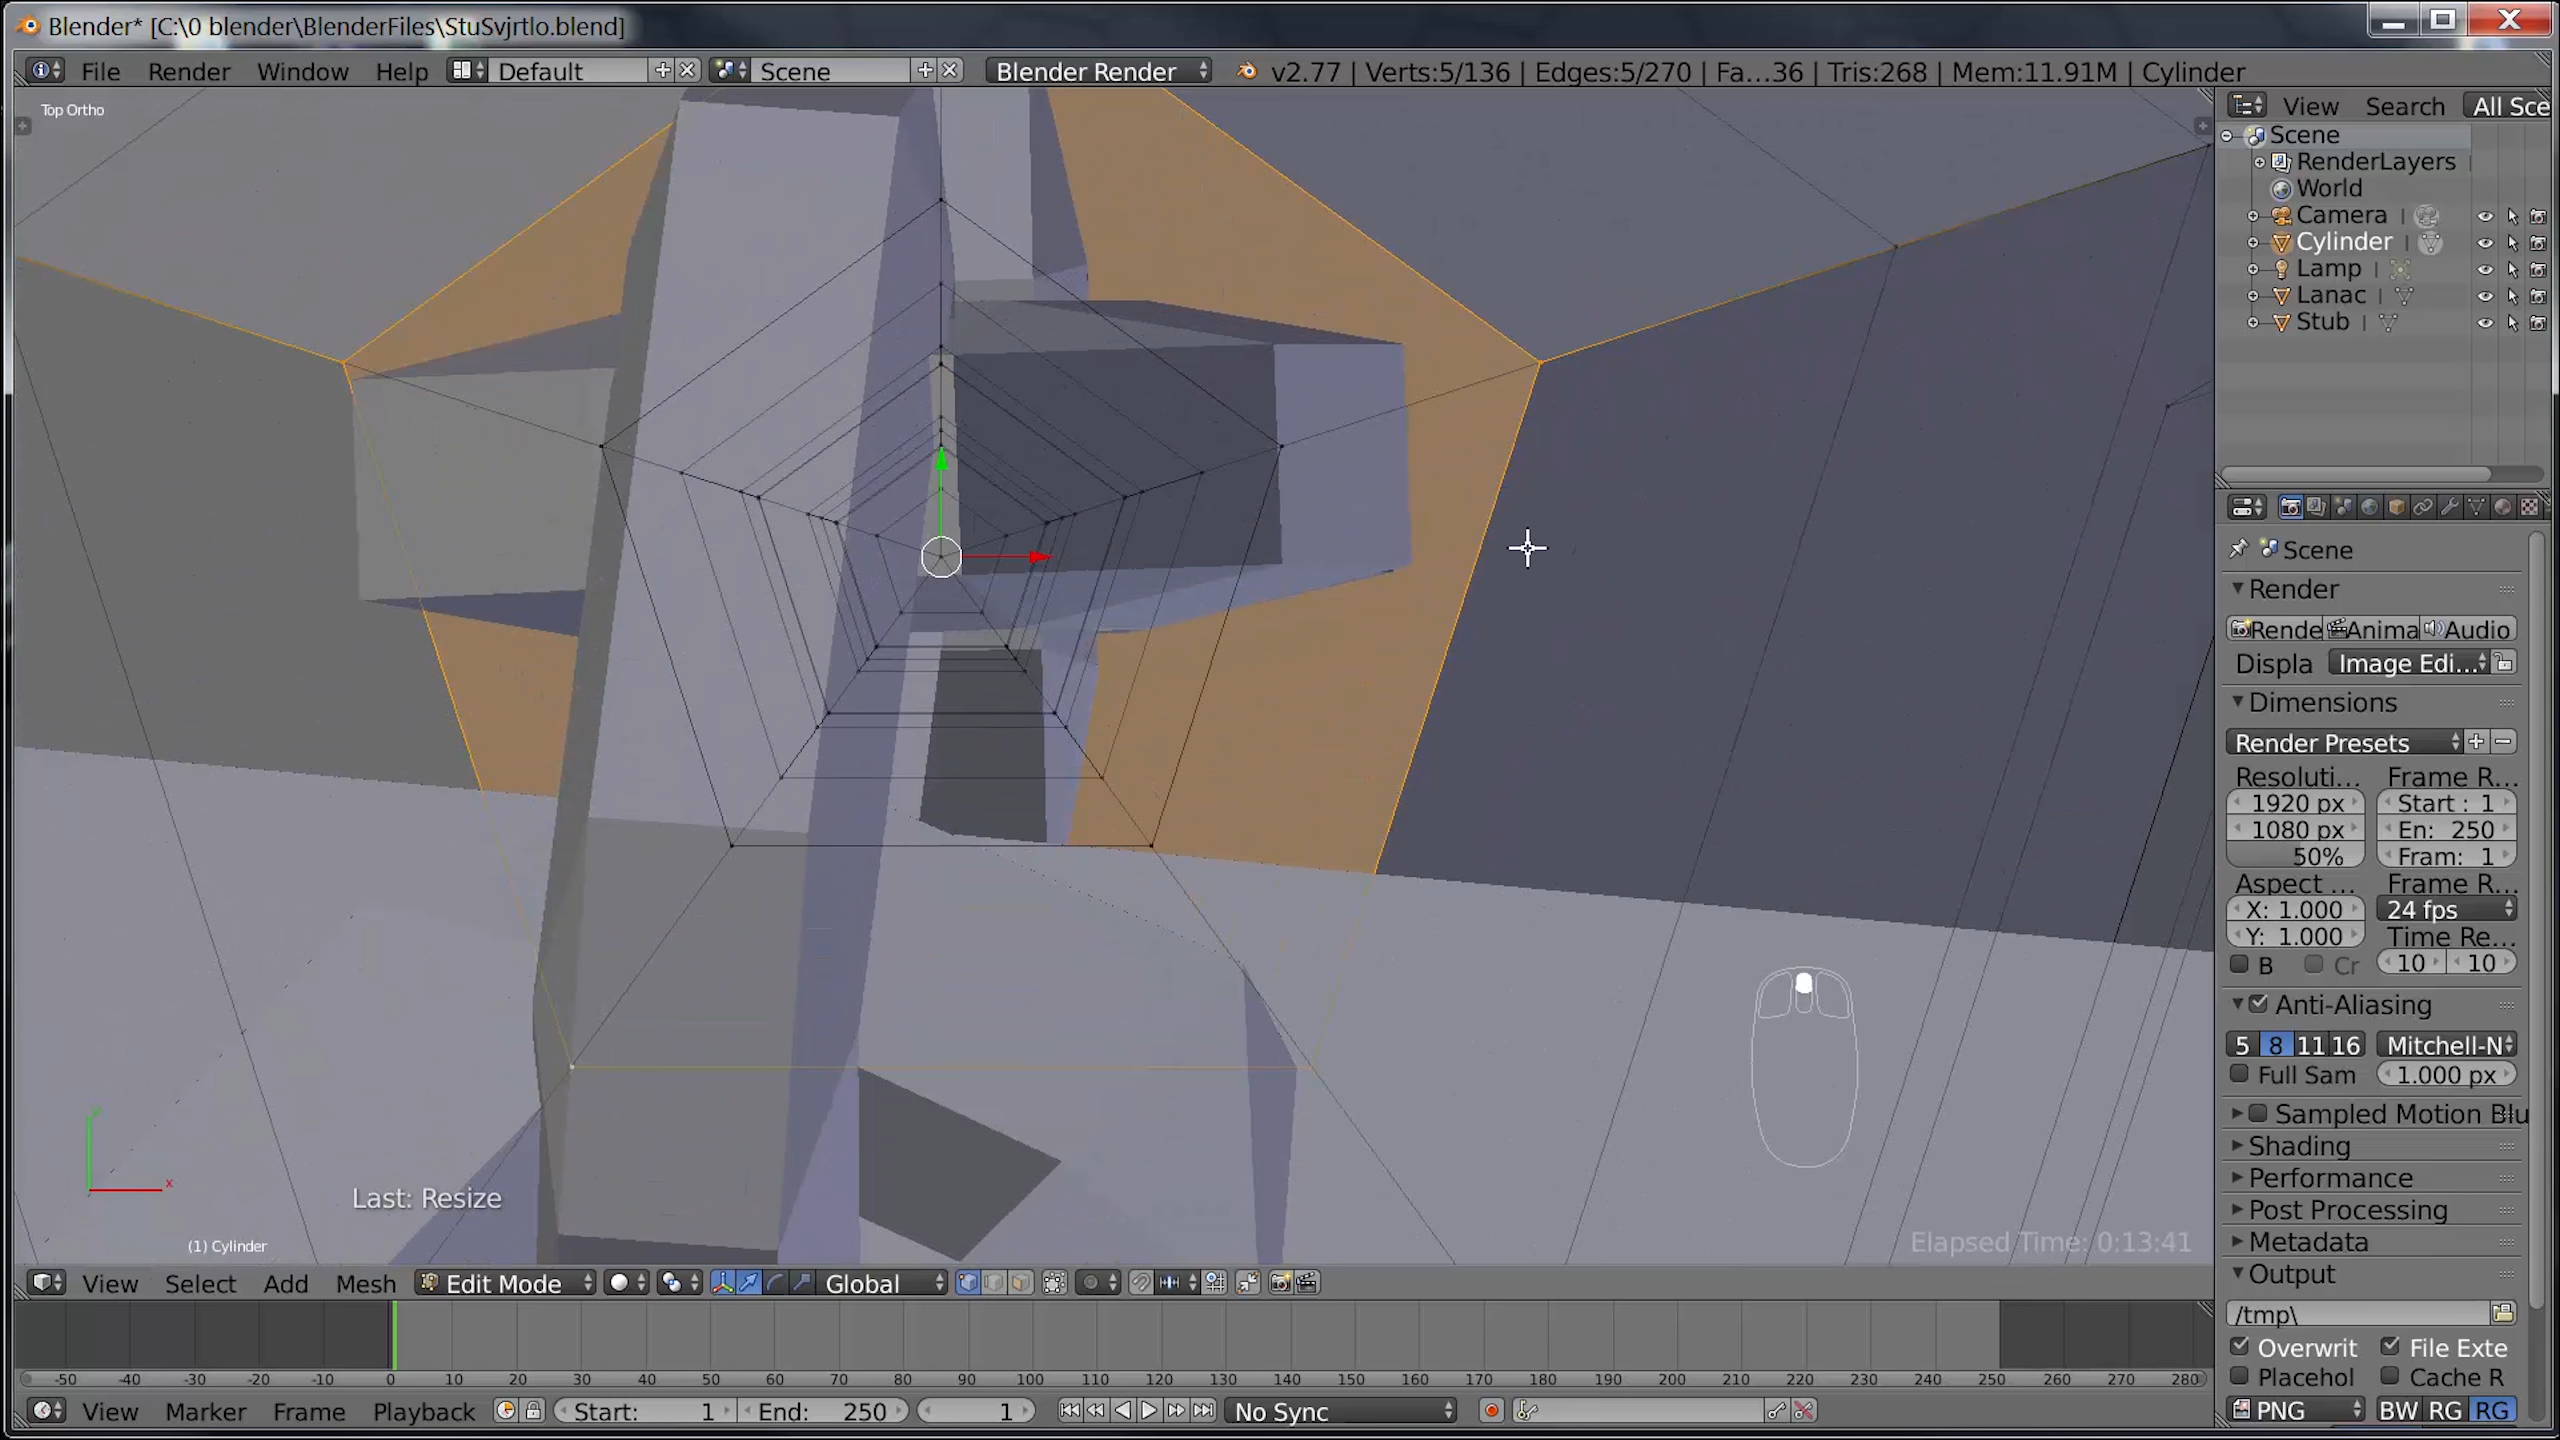 Blender* [C:\0 blender\BlenderFiles\StuSvjrtlo.blend]
File Render Window Help Default Scene Blender Render v2.77 | Verts:5/136 | Edges:5/270 | Fa...36 | Tris:268 | Mem:11.91M | Cylinder
Top Ortho
View Search All Sce
Scene
RenderLayers
World
Camera
Cylinder
Lamp
Lanac
Stub
Scene
Render
Rende Anima Audio
Displa Image Edi...
Dimensions
Render Presets
Resoluti... Frame R...
1920 px Start : 1
1080 px En: 250
50% Fram: 1
Aspect ... Frame R...
X: 1.000 24 fps
Y: 1.000 Time Re...
B Cr 10 10
Anti-Aliasing
5 8 11 16 Mitchell-N
Full Sam 1.000 px
Sampled Motion Blu
Shading
Performance
Post Processing
Metadata
Output
/tmp\
Overwrit File Exte
Placehol Cache R
PNG BW RG RG
y
x
Last: Resize
(1) Cylinder
Elapsed Time: 0:13:41
View Select Add Mesh Edit Mode Global
-50 -40 -30 -20 -10 0 10 20 30 40 50 60 70 80 90 100 110 120 130 140 150 160 170 180 190 200 210 220 230 240 250 260 270 280
View Marker Frame Playback Start: 1 End: 250 1 No Sync